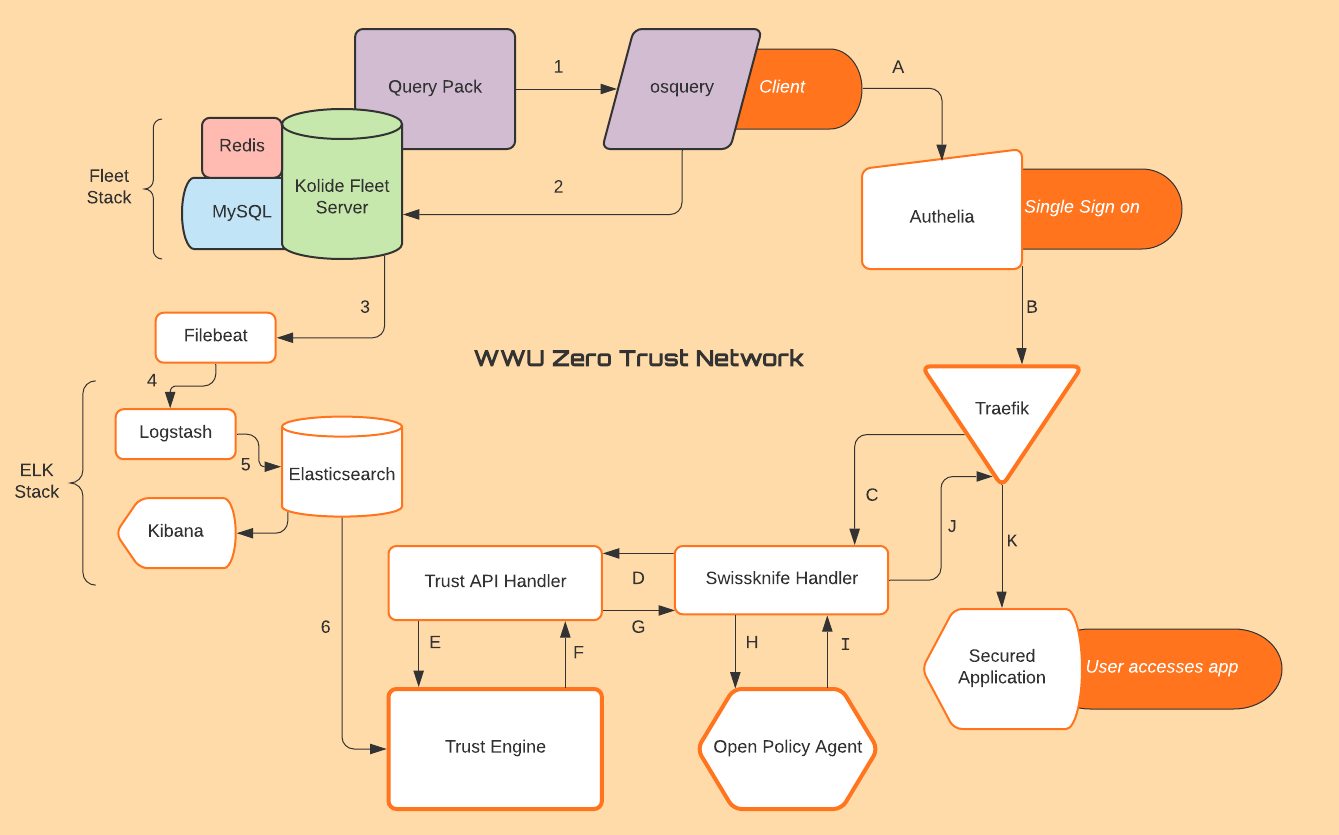 Query Pack
1
osquery
Client
A
Redis
Fleet
Stack
MySQL
Kolide Fleet
Server
2
Authelia
Single Sign on
3
B
Filebeat
WWU Zero Trust Network
4
Traefik
Logstash
5
ELK
Stack
Elasticsearch
Kibana
C
J
K
Trust API Handler
D
Swissknife Handler
G
6
E
F
H
I
Secured
Application
User accesses app
Trust Engine
Open Policy Agent